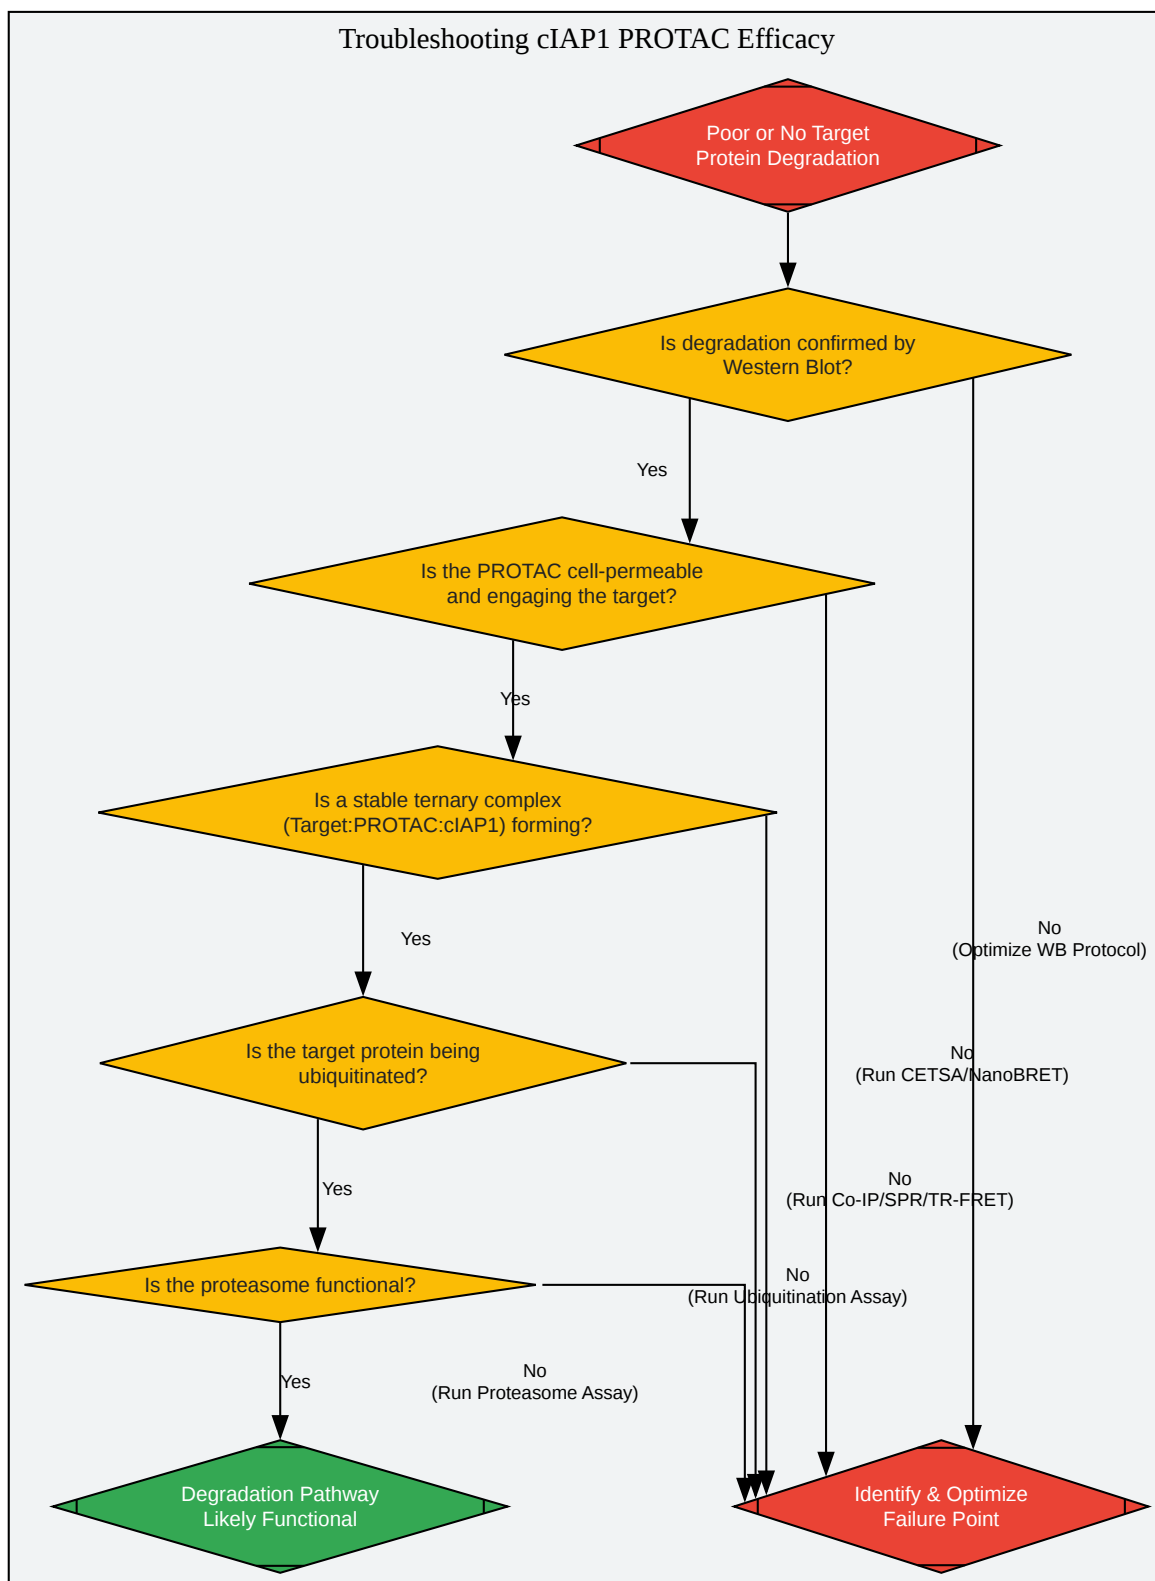 Troubleshooting cIAP1 PROTAC Efficacy
Poor or No Target
Protein Degradation
Is degradation confirmed by
Western Blot?
Yes
Is the PROTAC cell-permeable
and engaging the target?
Yes
Is a stable ternary complex
(Target:PROTAC:cIAP1) forming?
Yes
No
(Optimize WB Protocol)
Is the target protein being
ubiquitinated?
No
(Run CETSA/NanoBRET)
Yes
No
(Run Co-IP/SPR/TR-FRET)
Is the proteasome functional?
No
(Run Ubiquitination Assay)
Yes
No
(Run Proteasome Assay)
Degradation Pathway
Likely Functional
Identify & Optimize
Failure Point